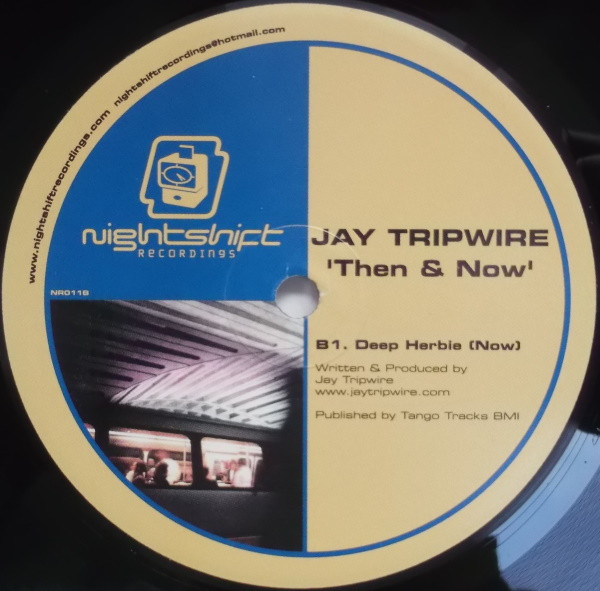 www.nightshiftrecordings.com nightshiftrecordings@hotmail.com
nightshift
RECORDINGS
NR011B
JAY TRIPWIRE
'Then & Now'
B1. Deep Herbie (Now)
Written & Produced by
Jay Tripwire
www.jaytripwire.com
Published by Tango Tracks BMI